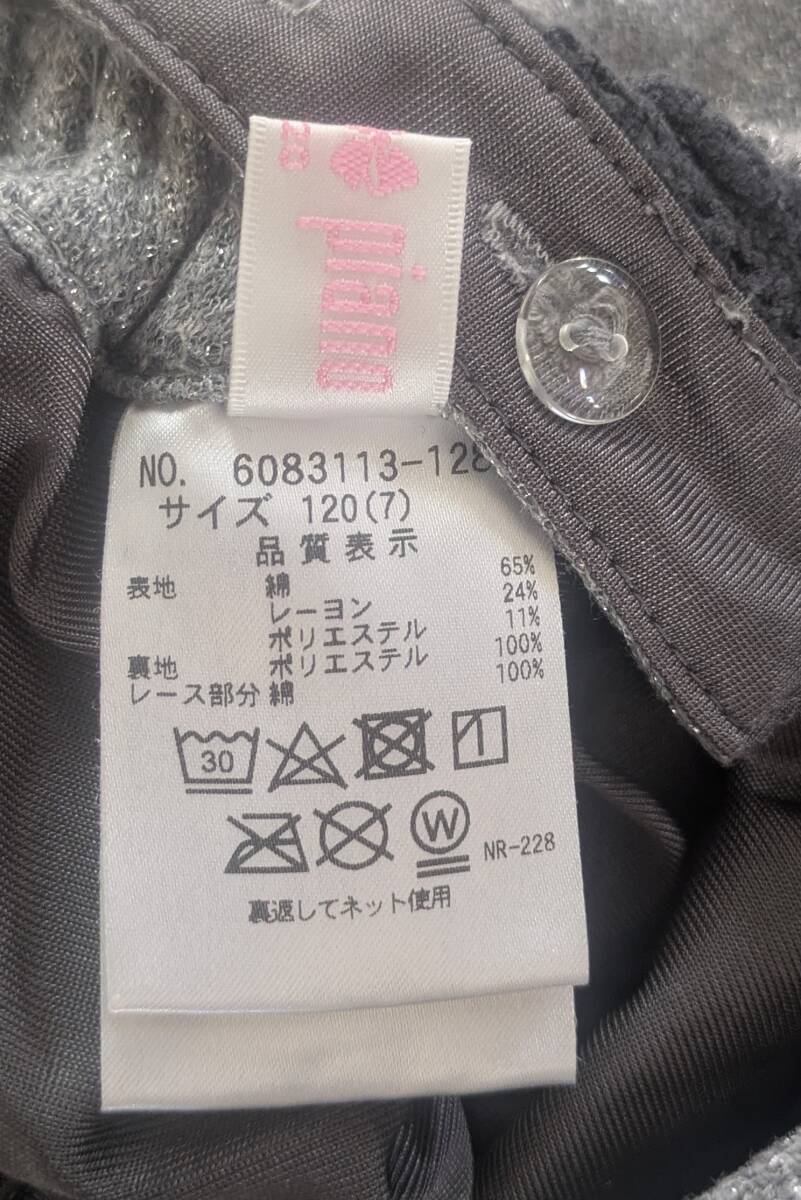 piano
NO. 6083113-128
サイズ 120(7)
品質表示
表地 綿 65%
レーヨン 24%
ポリエステル 11%
裏地 ポリエステル 100%
レース部分 綿 100%
30
W
NR-228
裏返してネット使用